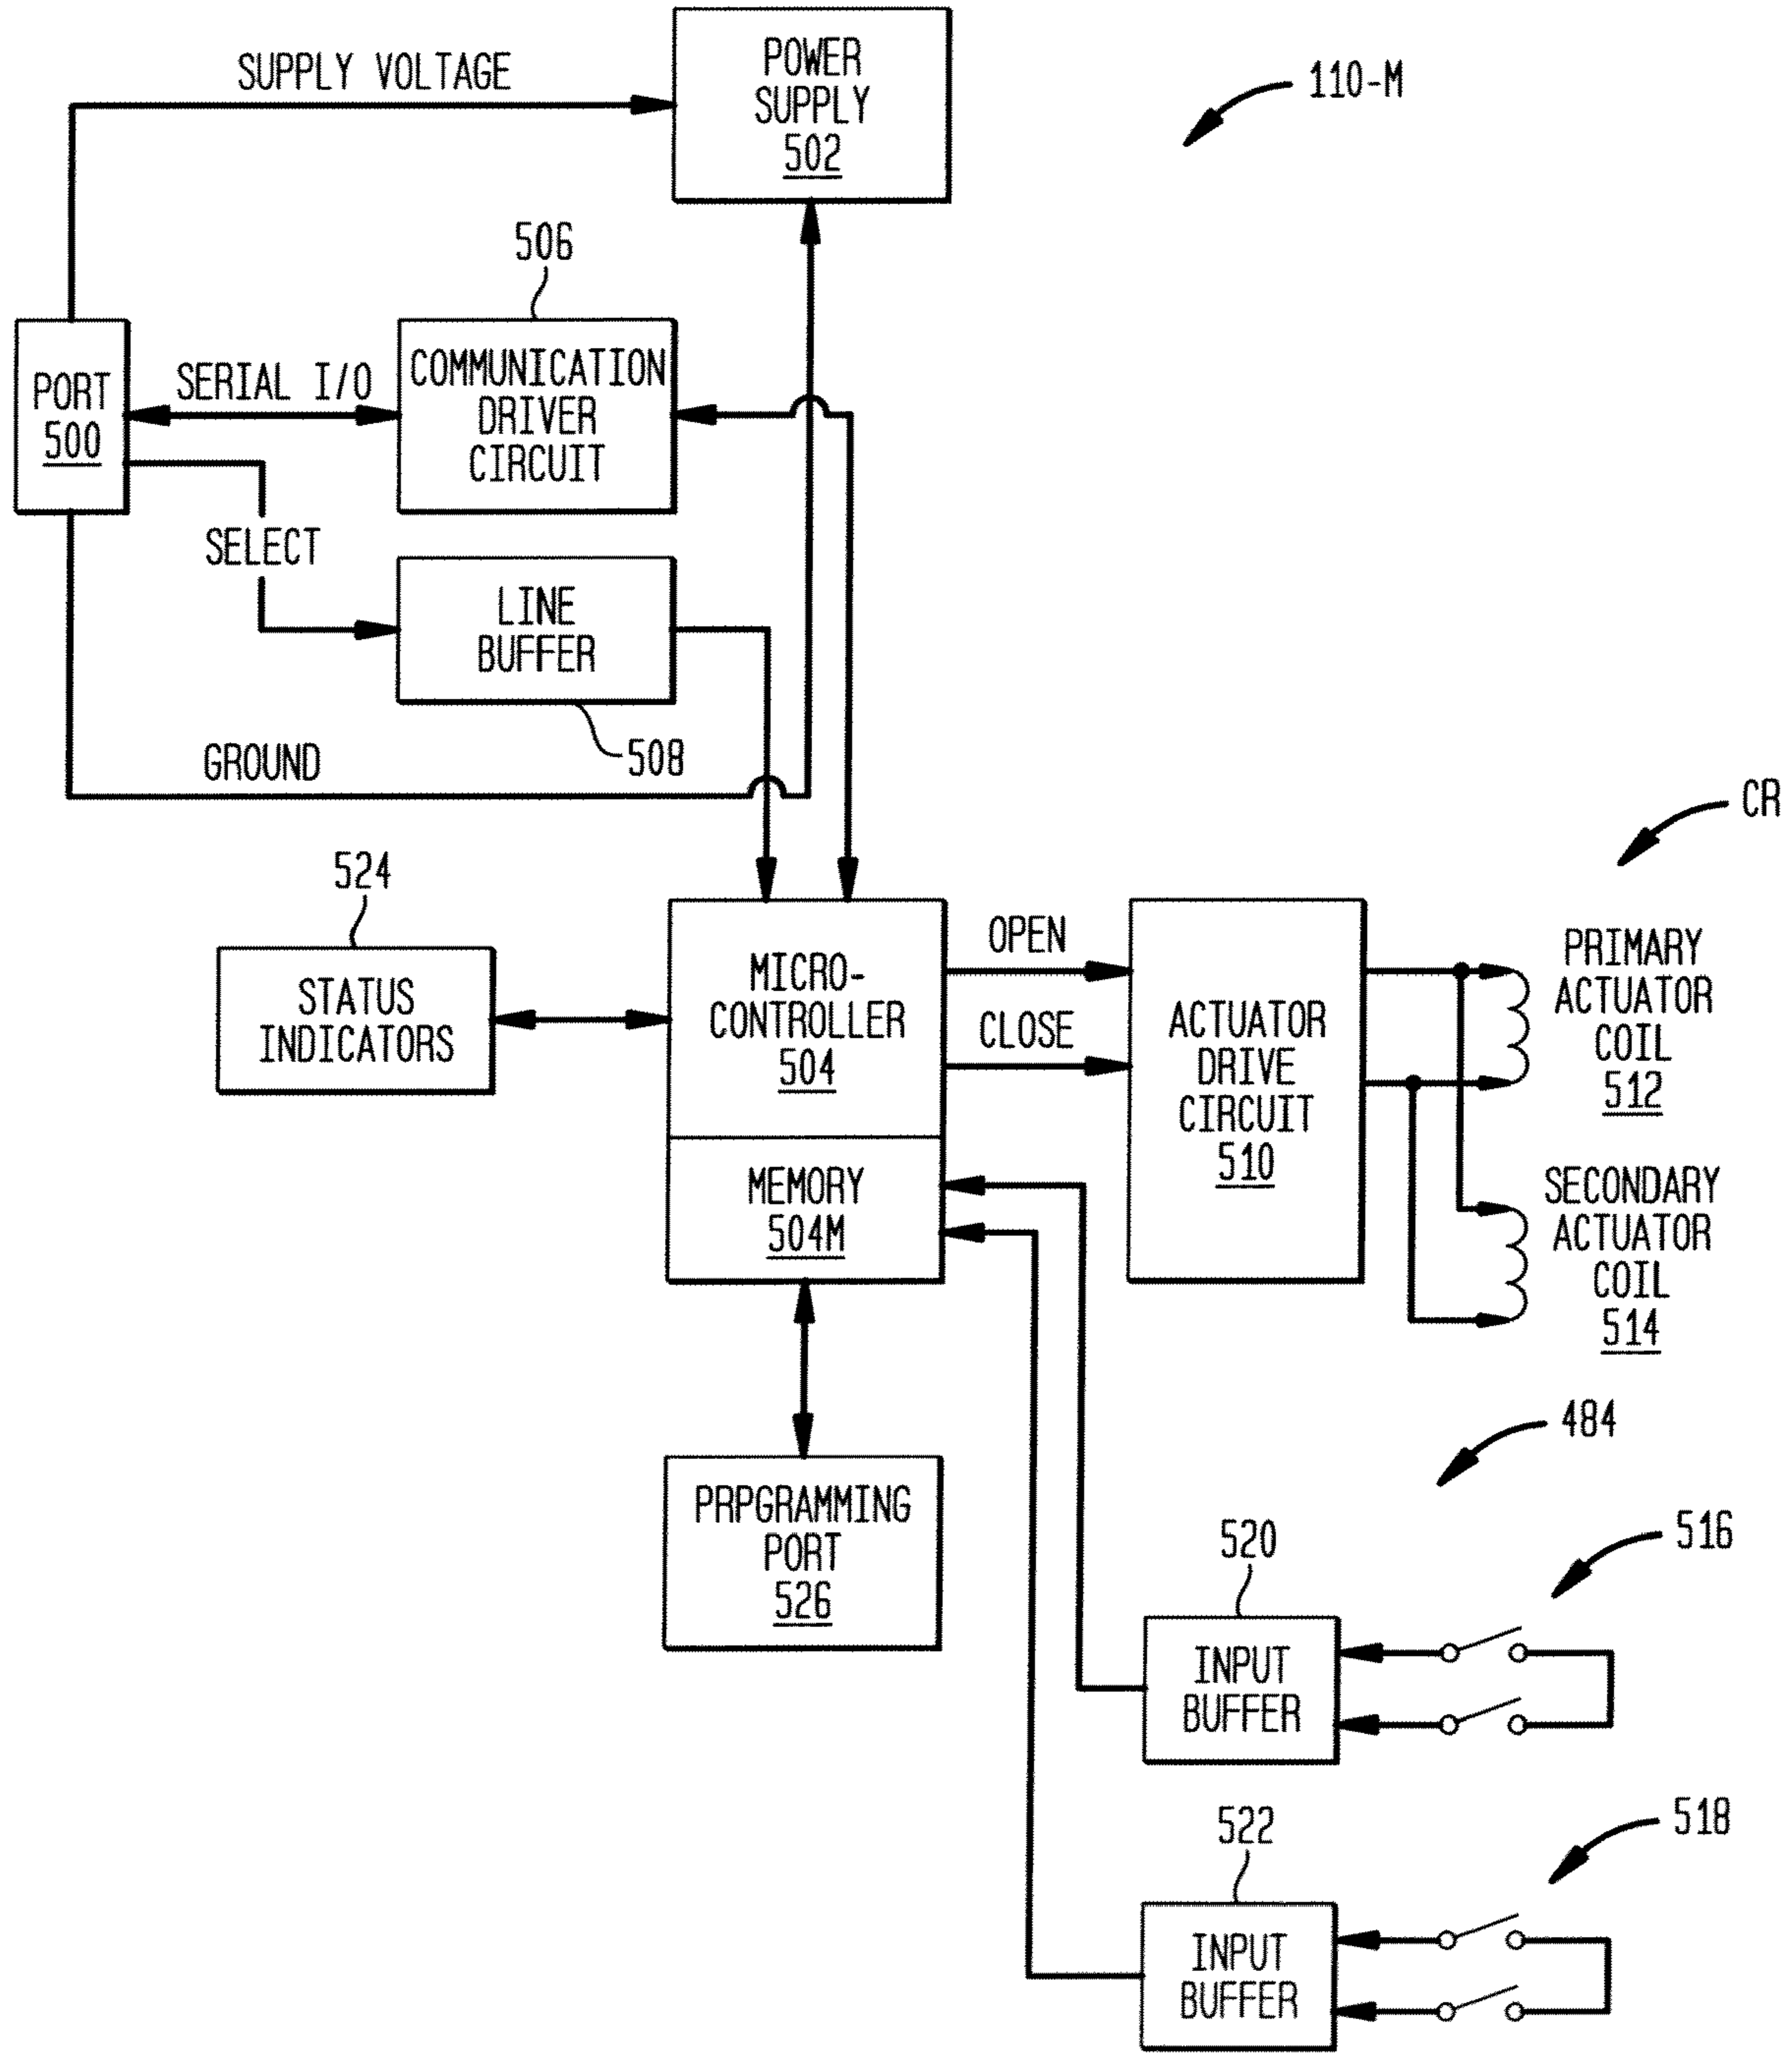 SUPPLY VOLTAGE
POWER
SUPPLY
502
110-M
506
PORT
500
SERIAL I/O
COMMUNICATION
DRIVER
CIRCUIT
SELECT
LINE
BUFFER
508
GROUND
CR
524
STATUS
INDICATORS
MICRO-
CONTROLLER
504
MEMORY
504M
OPEN
CLOSE
ACTUATOR
DRIVE
CIRCUIT
510
PRIMARY
ACTUATOR
COIL
512
SECONDARY
ACTUATOR
COIL
514
484
PRPGRAMMING
PORT
526
520
516
INPUT
BUFFER
522
518
INPUT
BUFFER